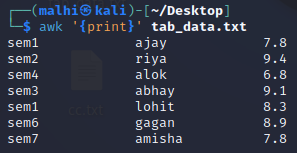 ┌──(malhi㉿kali)-[~/Desktop]
└─$ awk '{print}' tab_data.txt
sem1 ajay 7.8
sem2 riya 9.4
sem4 alok 6.8
sem3 abhay 9.1
sem1 lohit 8.3
sem6 gagan 8.9
sem7 amisha 7.8